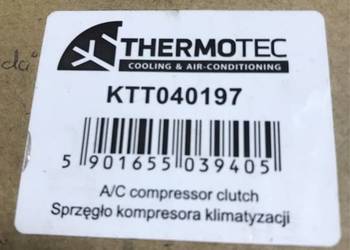 THERMOTEC
COOLING & AIR-CONDITIONING
KTT040197
5 901655 039405
A/C compressor clutch
Sprzęgło kompresora klimatyzacji